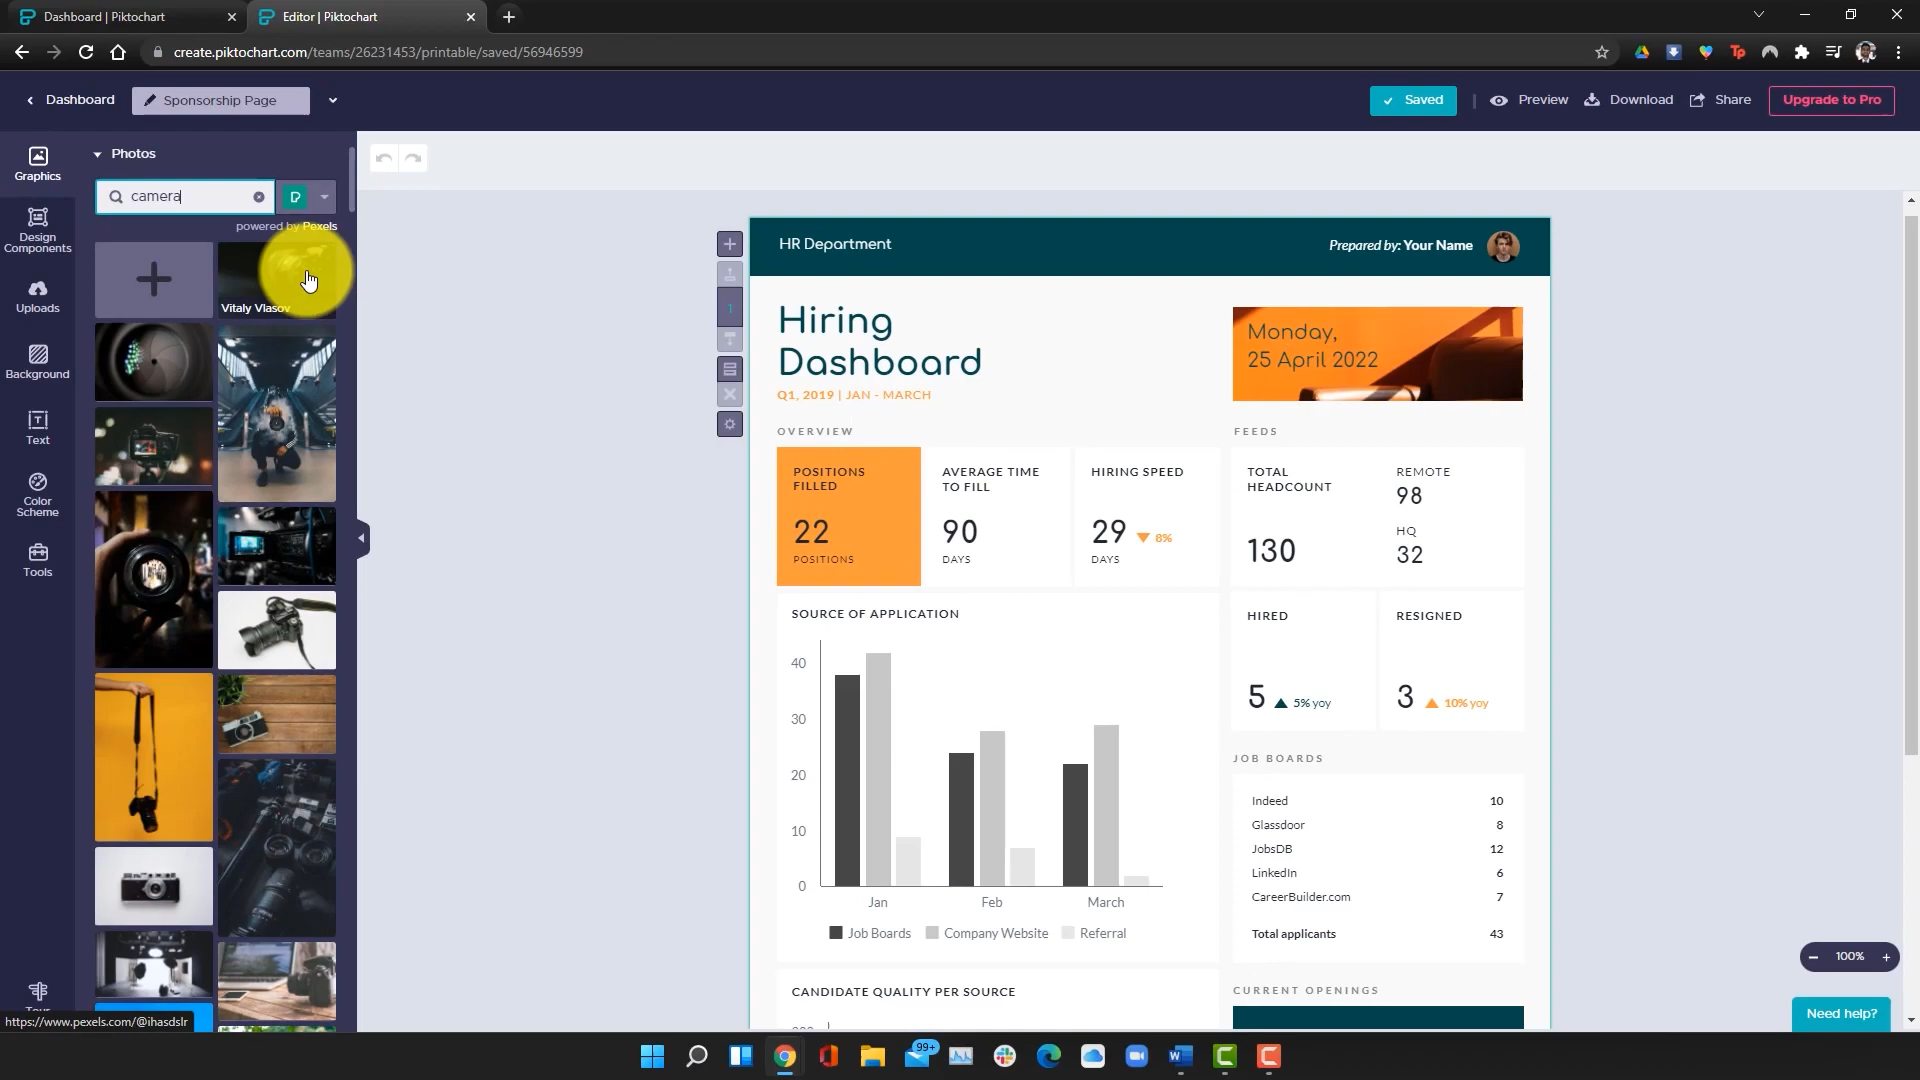 Dashboard | Piktochart
Editor | Piktochart
create.piktochart.com/teams/26231453/printable/saved/56946599
Tp
Dashboard
Sponsorship Page
Saved
Preview
Download
Share
Upgrade to Pro
Graphics
Design
Components
Uploads
Background
Text
Color
Scheme
Tools
Tour
Photos
camera
powered by Pexels
Vitaly Vlasov
https://www.pexels.com/@ihasdslr
1
HR Department
Prepared by: Your Name
Hiring
Dashboard
Q1, 2019 | JAN - MARCH
Monday,
25 April 2022
OVERVIEW
POSITIONS
FILLED
22
POSITIONS
AVERAGE TIME
TO FILL
90
DAYS
HIRING SPEED
29
8%
DAYS
FEEDS
TOTAL
HEADCOUNT
130
REMOTE
98
HQ
32
SOURCE OF APPLICATION
40
30
20
10
0
Jan
Feb
March
Job Boards
Company Website
Referral
HIRED
5
5% yoy
RESIGNED
3
10% yoy
JOB BOARDS
Indeed 10
Glassdoor 8
JobsDB 12
LinkedIn 6
CareerBuilder.com 7
Total applicants 43
CANDIDATE QUALITY PER SOURCE
CURRENT OPENINGS
100%
Need help?
99+